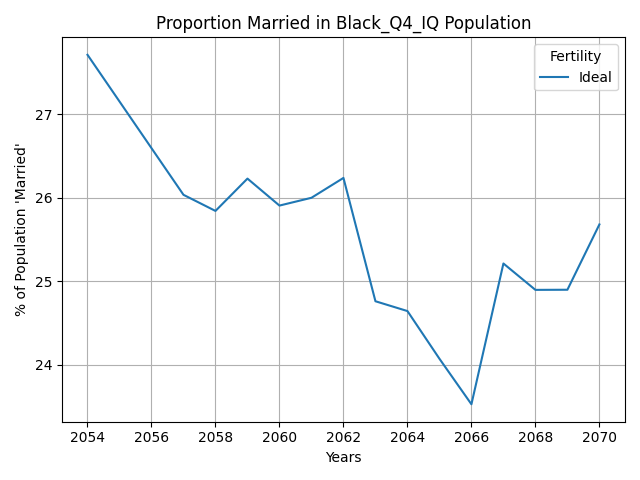 Proportion Married in Black_Q4_IQ Population
Fertility
Ideal
% of Population 'Married'
27
26
25
24
2054 2056 2058 2060 2062 2064 2066 2068 2070
Years